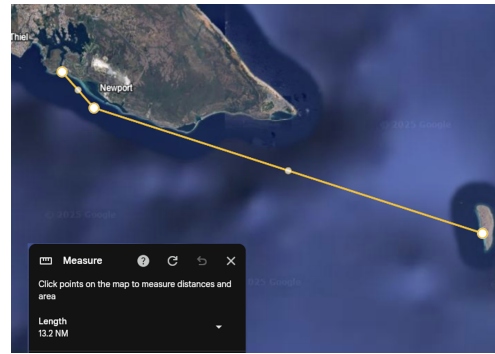 Thiel
Newport
© 2025 Google
© 2025 Google
2025 Google
Measure
Click points on the map to measure distances and
area
Length
13.2 NM